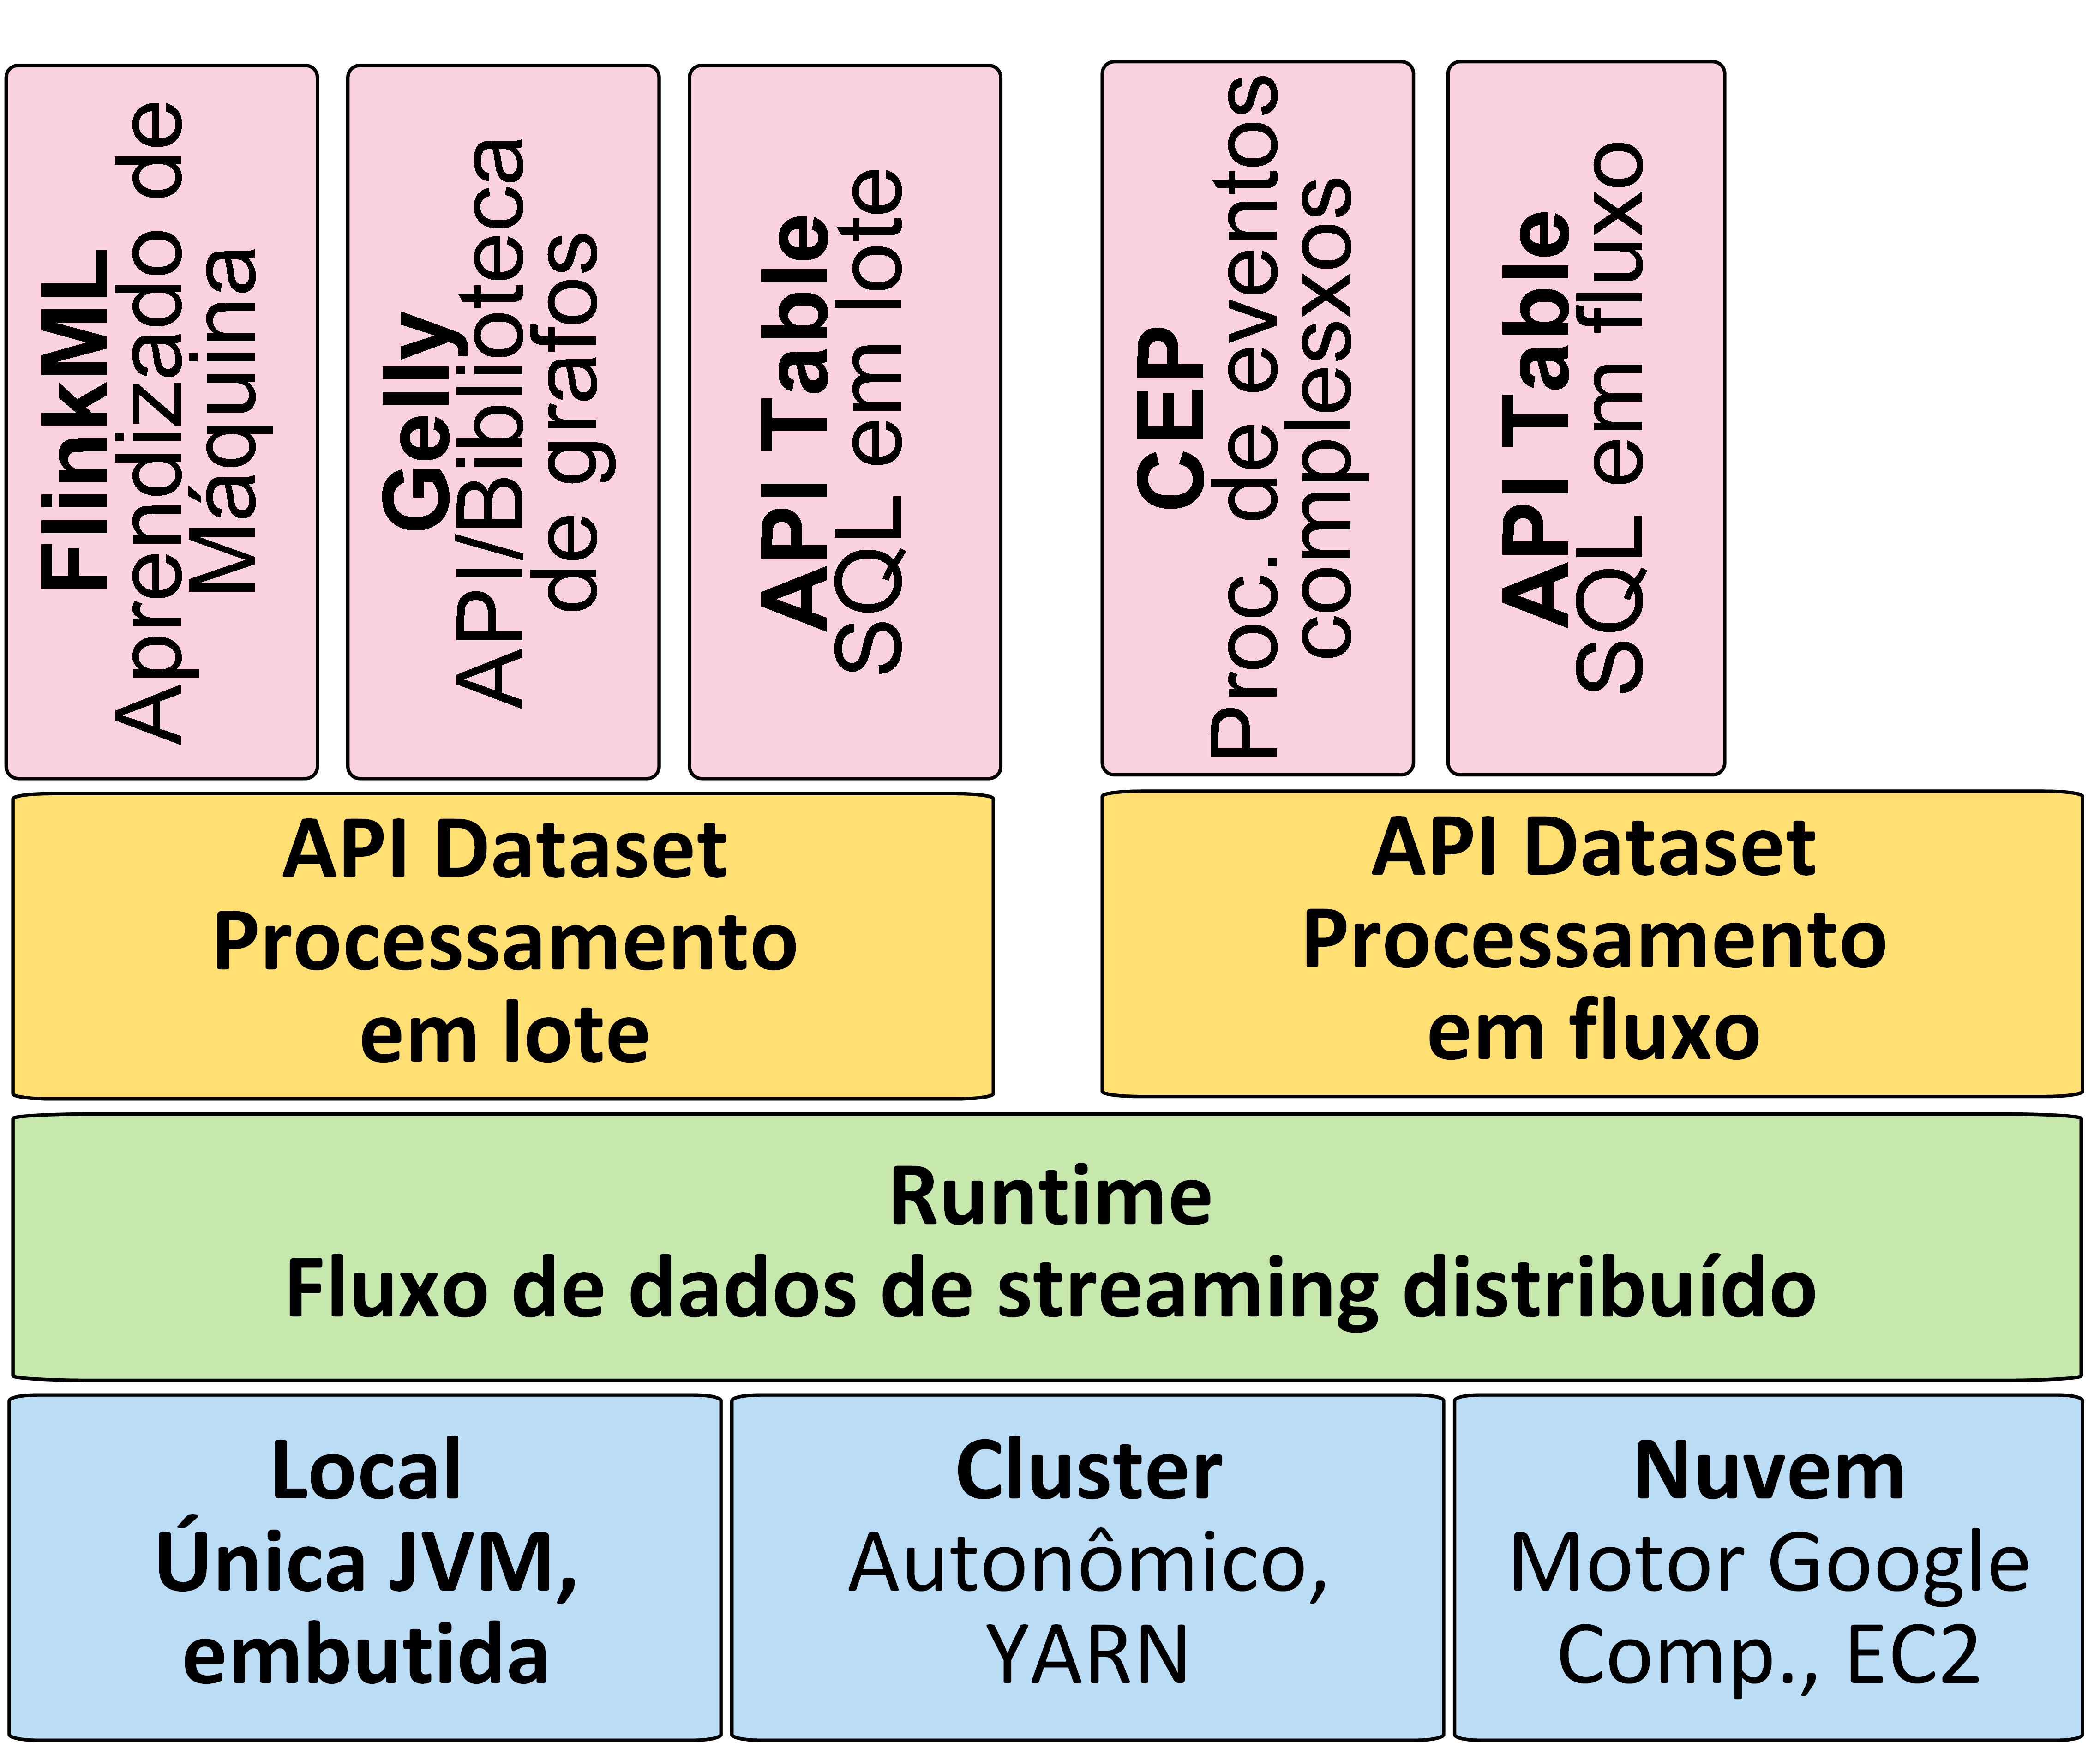 FlinkML
Aprendizado de
Máquina
Gelly
API/Biblioteca
de grafos
API Table
SQL em lote
CEP
Proc. de eventos
complesxos
API Table
SQL em fluxo
API Dataset
Processamento
em lote
API Dataset
Processamento
em fluxo
Runtime
Fluxo de dados de streaming distribuído
Local
Única JVM,
embutida
Cluster
Autonômico,
YARN
Nuvem
Motor Google
Comp., EC2